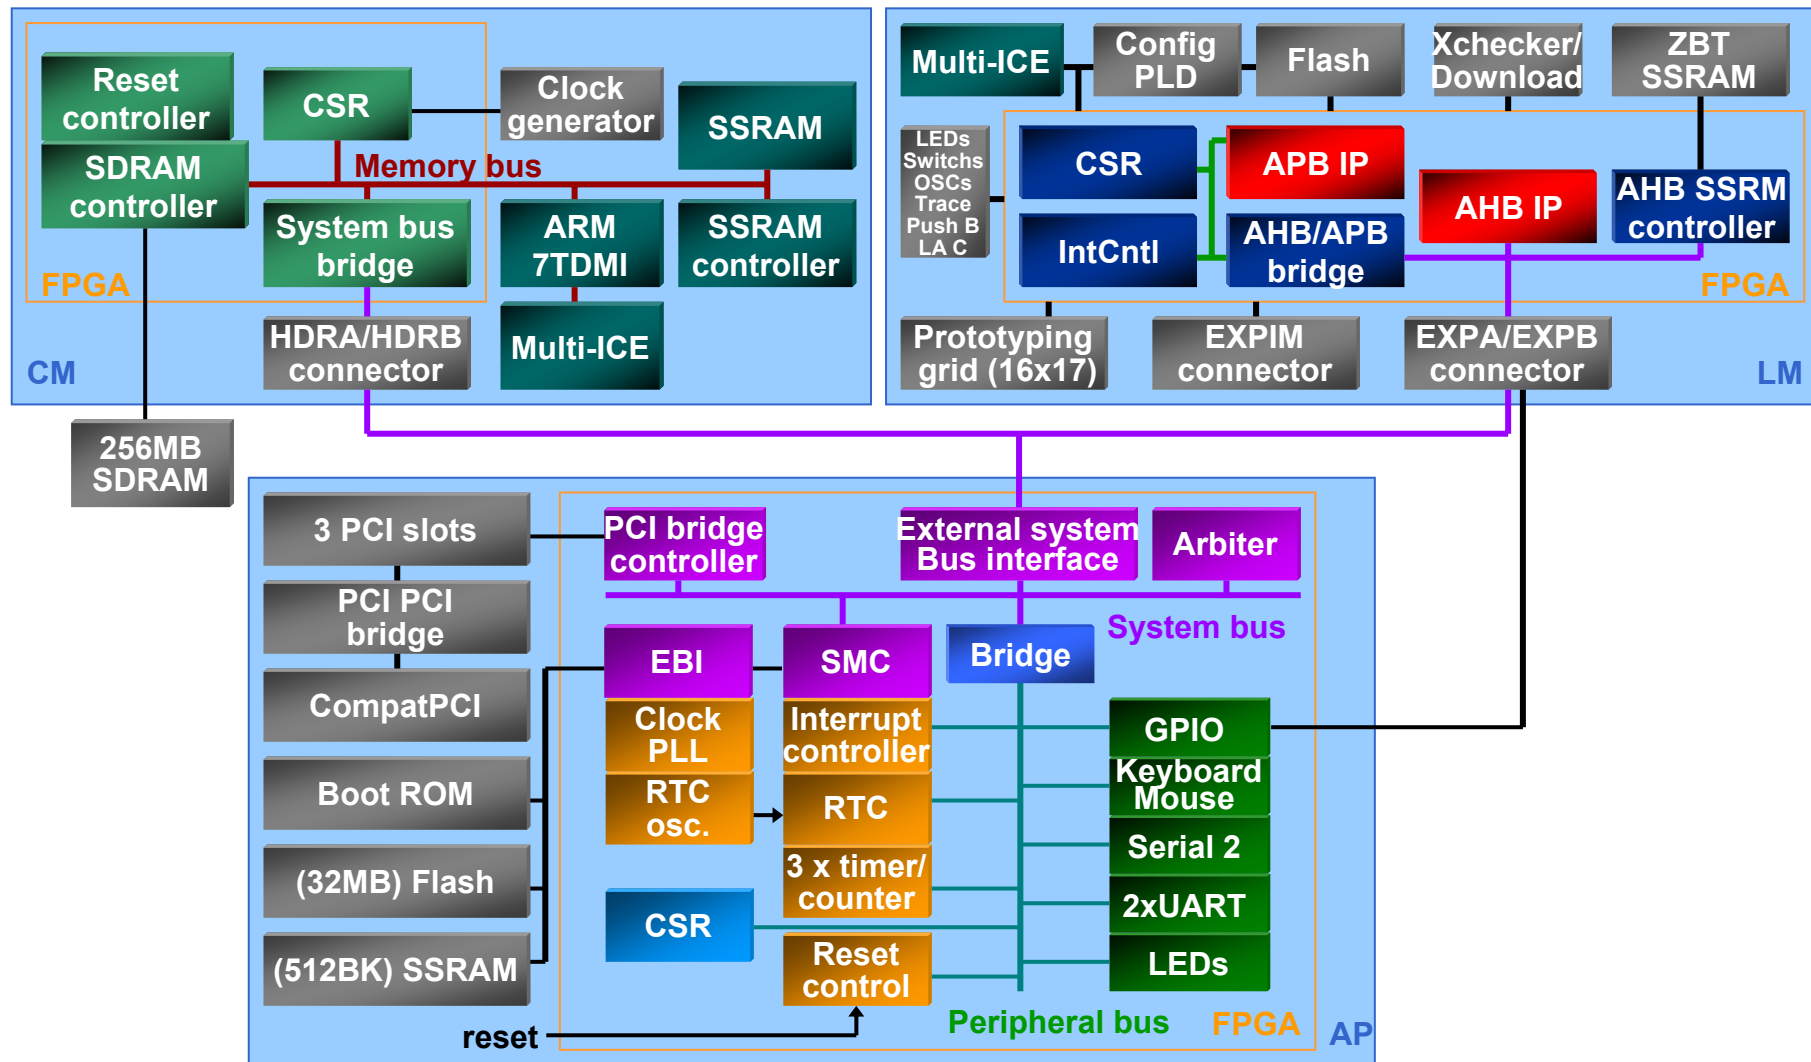 Reset
controller
CSR
Clock
generator
SSRAM
SDRAM
controller
Memory bus
System bus
bridge
ARM
7TDMI
SSRAM
controller
FPGA
HDRA/HDRB
connector
Multi-ICE
CM
256MB
SDRAM
Multi-ICE
Config
PLD
Flash
Xchecker/
Download
ZBT
SSRAM
LEDs
Switchs
OSCs
Trace
Push B
LA C
CSR
APB IP
AHB IP
AHB SSRM
controller
IntCntl
AHB/APB
bridge
FPGA
Prototyping
grid (16x17)
EXPIM
connector
EXPA/EXPB
connector
LM
3 PCI slots
PCI bridge
controller
External system
Bus interface
Arbiter
PCI PCI
bridge
System bus
EBI
SMC
Bridge
CompatPCI
Clock
PLL
Interrupt
controller
GPIO
Keyboard
Mouse
Boot ROM
RTC
osc.
RTC
Serial 2
(32MB) Flash
3 x timer/
counter
2xUART
CSR
(512BK) SSRAM
Reset
control
LEDs
reset
Peripheral bus
FPGA
AP